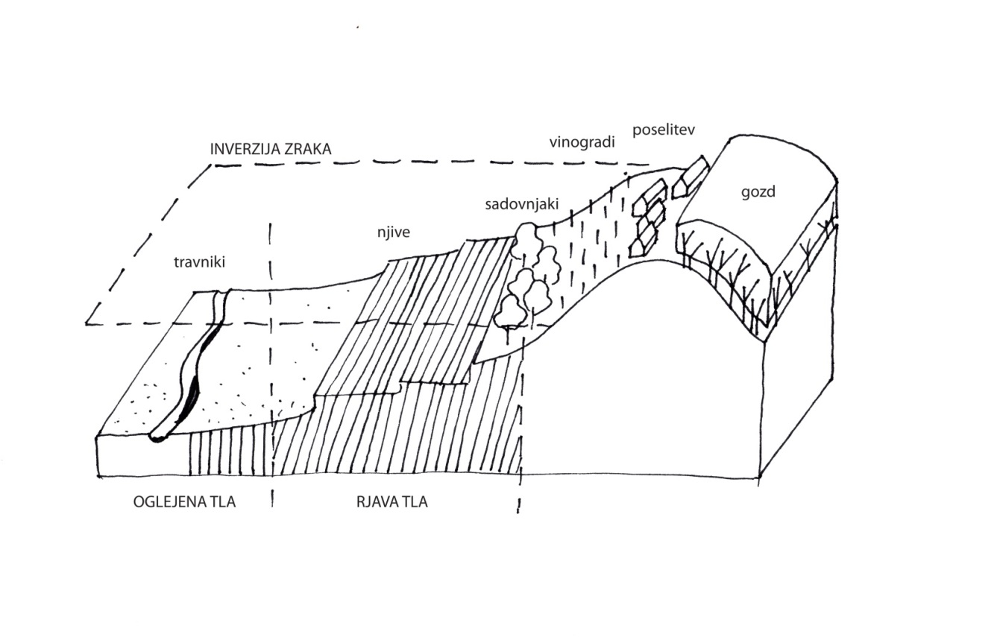 poselitev
vinogradi
INVERZIJA ZRAKA
gozd
sadovnjaki
njive
travniki
OGLEJENA TLA
RJAVA TLA